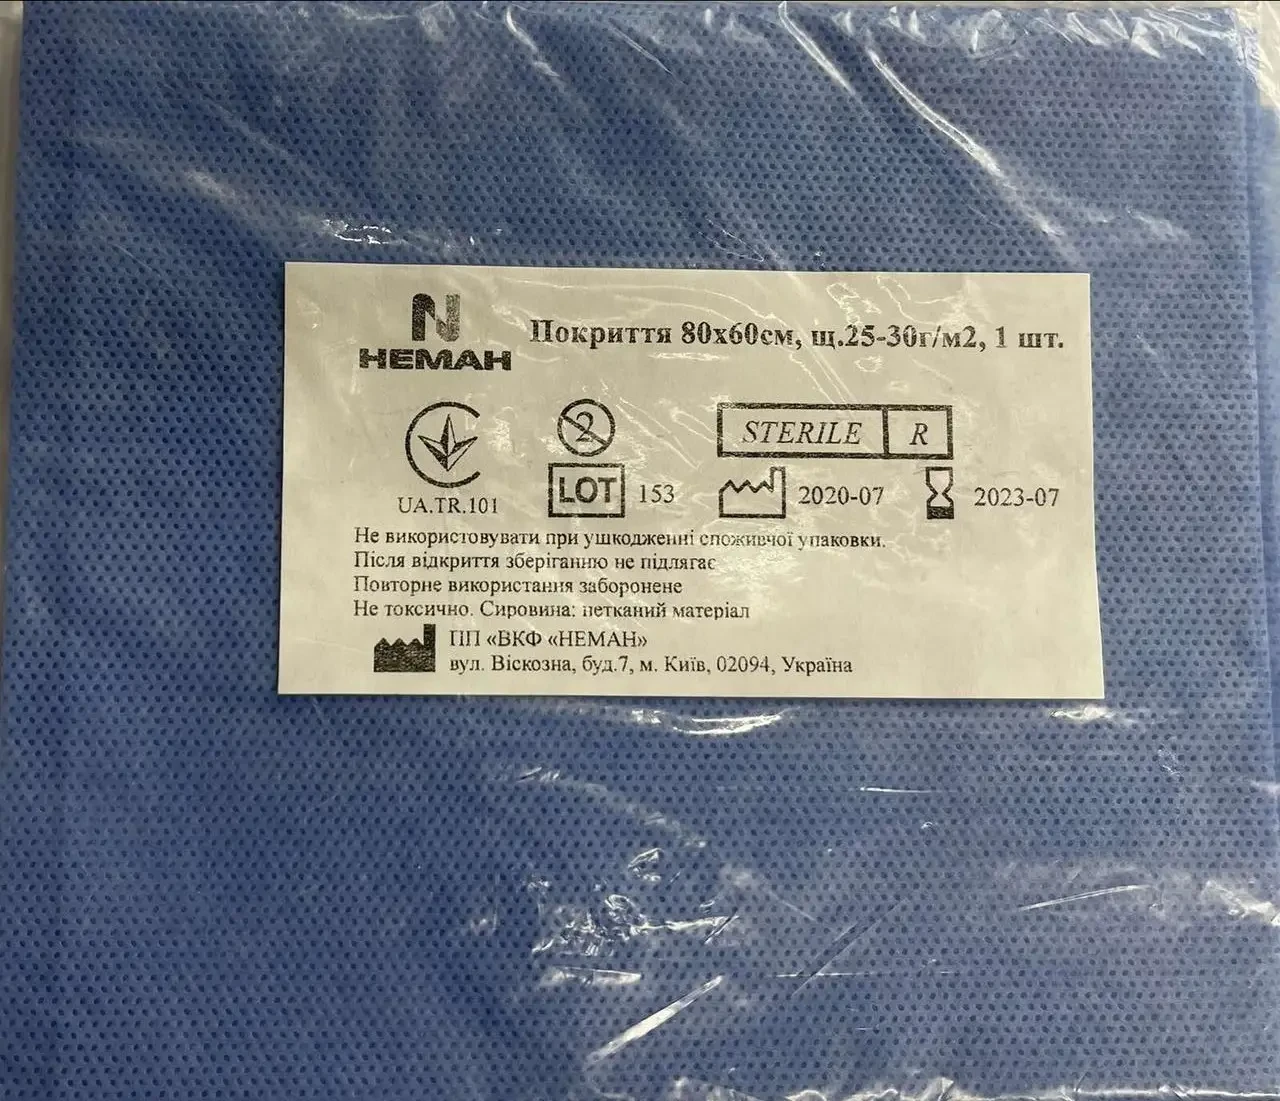 НЕМАН
Покриття 80х60см, щ.25-30г/м2, 1 шт.
2
STERILE R
UA.TR.101
LOT 153
2020-07
2023-07
Не використовувати при ушкодженні споживчої упаковки.
Після відкриття зберіганню не підлягає
Повторне використання заборонене
Не токсично. Сировина: нетканий матеріал
ПП «ВКФ «НЕМАН»
вул. Віскозна, буд.7, м. Київ, 02094, Україна